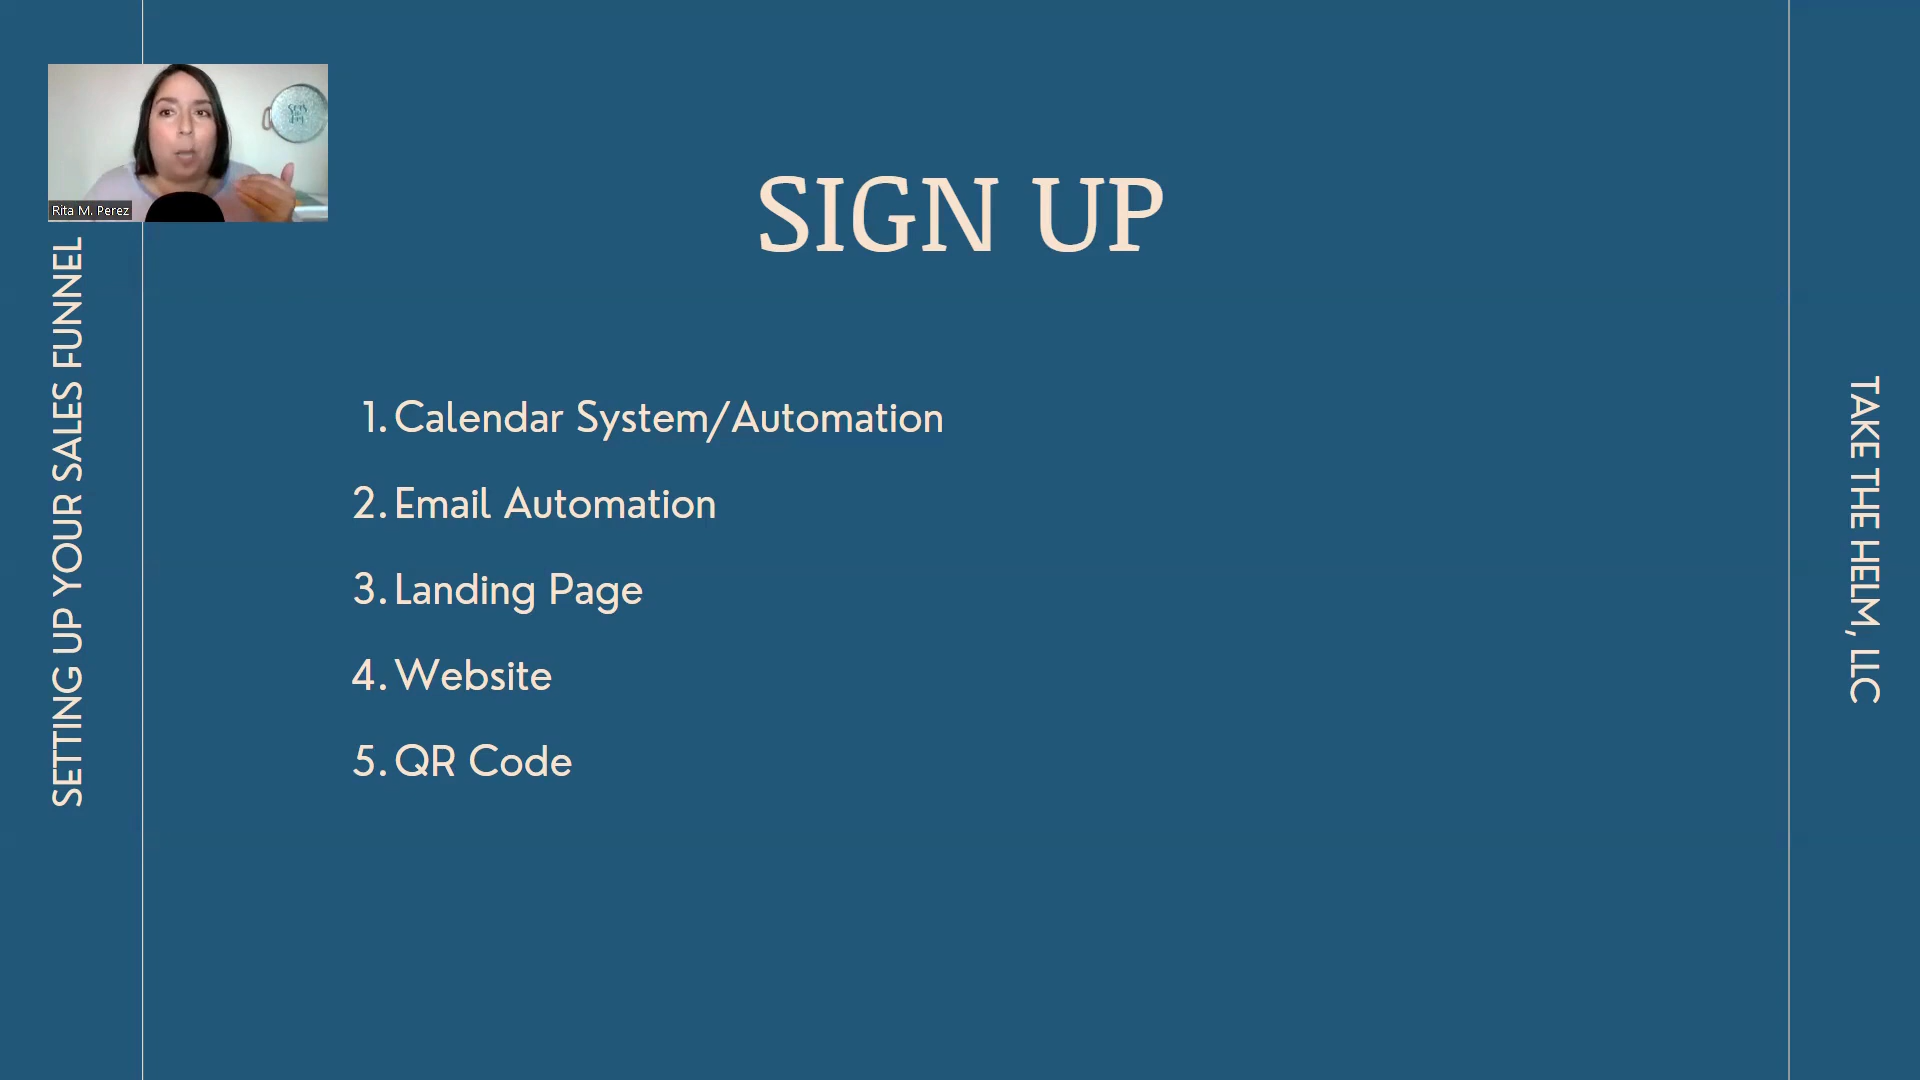 Rita M. Perez
SETTING UP YOUR SALES FUNNEL
SIGN UP
1. Calendar System/Automation
2. Email Automation
3. Landing Page
4. Website
5. QR Code
TAKE THE HELM, LLC